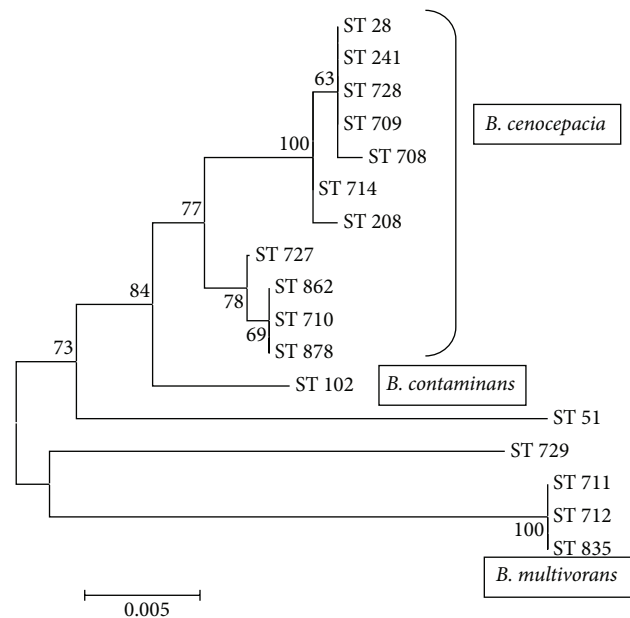 ST 28
ST 241
63
ST 728
B. cenocepacia
ST 709
100
ST 708
ST 714
77
ST 208
ST 727
84
ST 862
78
ST 710
69
ST 878
73
ST 102
B. contaminans
ST 51
ST 729
ST 711
ST 712
100
ST 835
B. multivorans
0.005